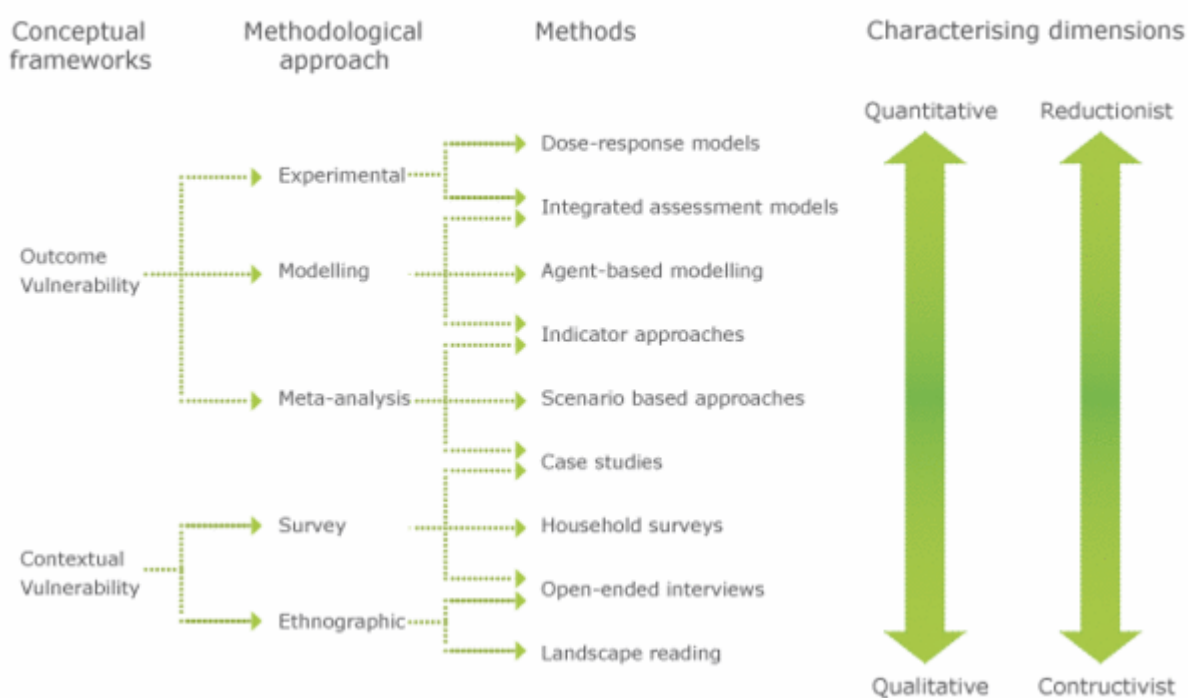 Conceptual
frameworks
Methodological
approach
Methods
Characterising dimensions
Quantitative
Reductionist
Dose-response models
Experimental
Integrated assessment models
Outcome
Vulnerability
Modelling
Agent-based modelling
Indicator approaches
Meta-analysis
Scenario based approaches
Case studies
Survey
Household surveys
Contextual
Vulnerability
Open-ended interviews
Ethnographic
Landscape reading
Qualitative
Contructivist